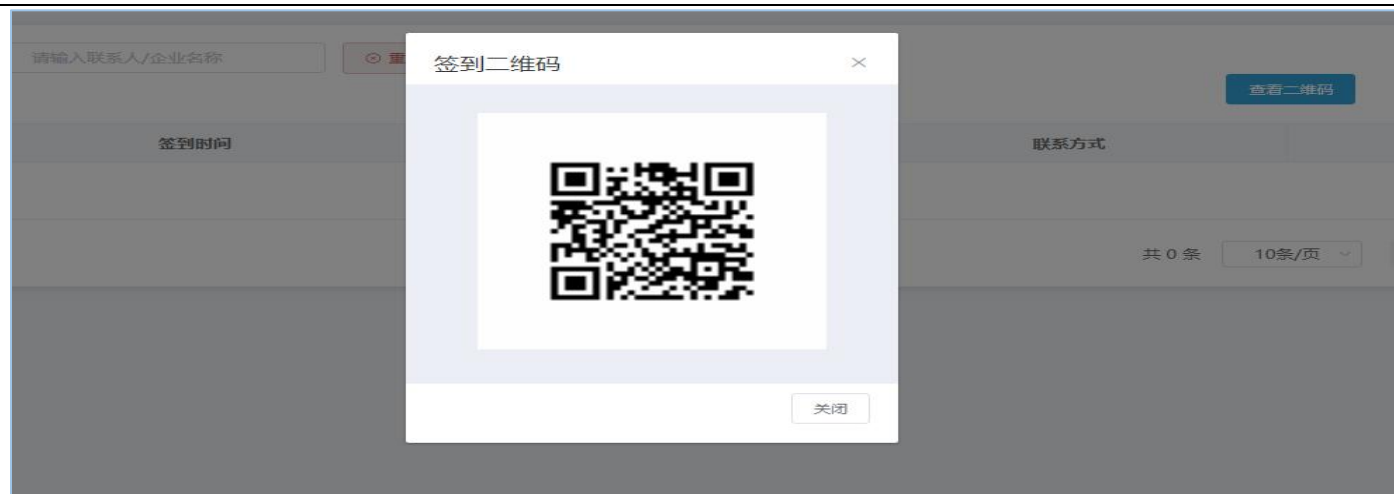 请输入联系人/企业名称
重
签到二维码
查看二维码
签到时间
联系方式
共 0 条
10条/页
关闭